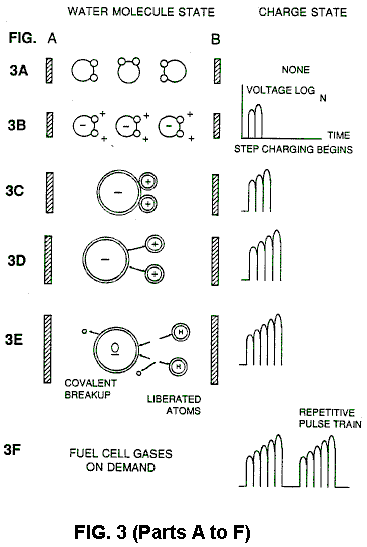 WATER MOLECULE STATE CHARGE STATE
FIG. A B
3A NONE
VOLTAGE LOG
N
3B - + + - + + - + +
TIME
STEP CHARGING BEGINS
3C - + +
3D - + +
3E O H H
COVALENT
BREAKUP
LIBERATED
ATOMS
REPETITIVE
PULSE TRAIN
3F FUEL CELL GASES
ON DEMAND
FIG. 3 (Parts A to F)